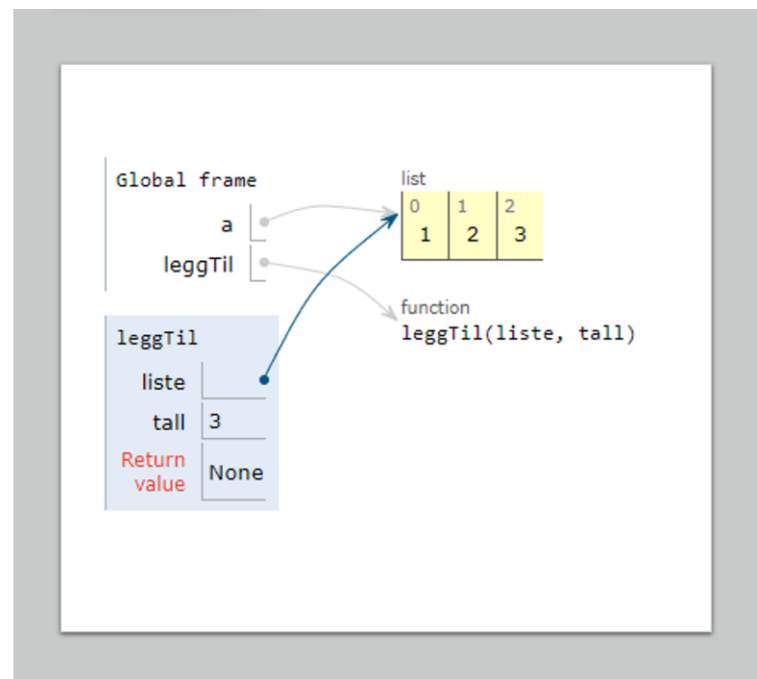 Global frame
a
leggTil
list
0 1 2
1 2 3
function
leggTil(liste, tall)
leggTil
liste
tall 3
Return
value None